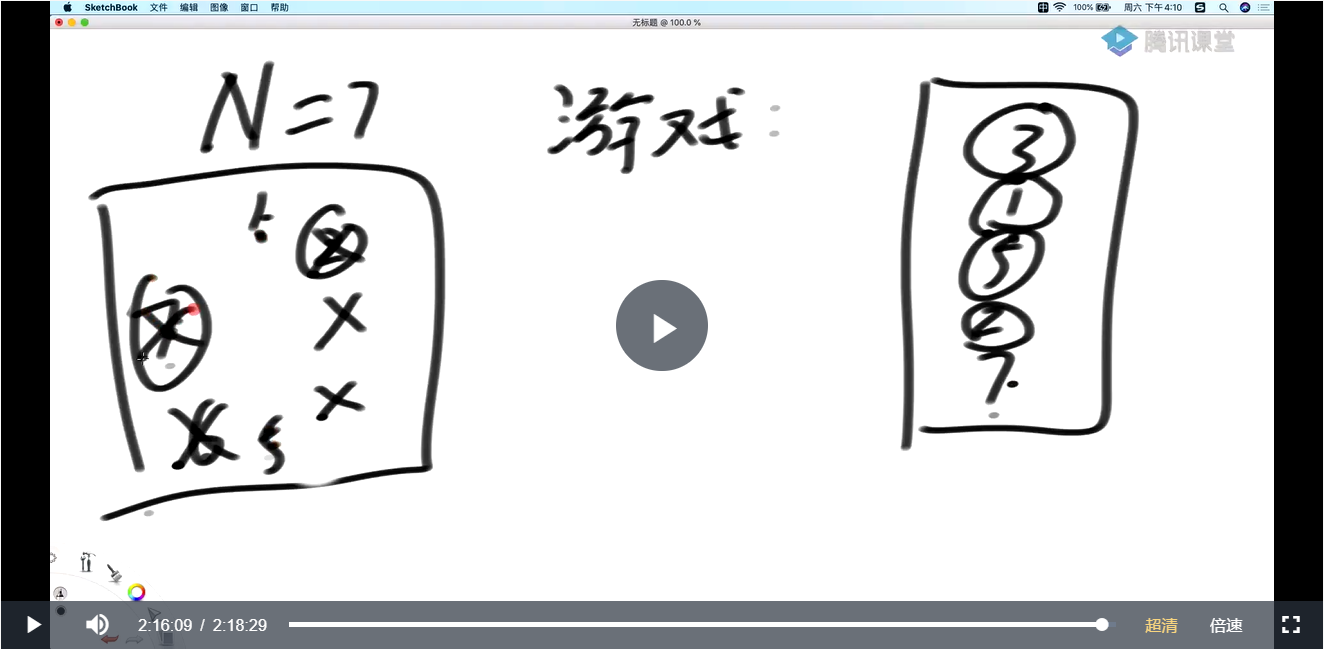 SketchBook 文件 编辑 图像 窗口 帮助
100% 周六 下午4:10
无标题 @ 100.0 %
腾讯课堂
N=7
游戏:
3
1
5
2
7
5
2:16:09 / 2:18:29
超清
倍速